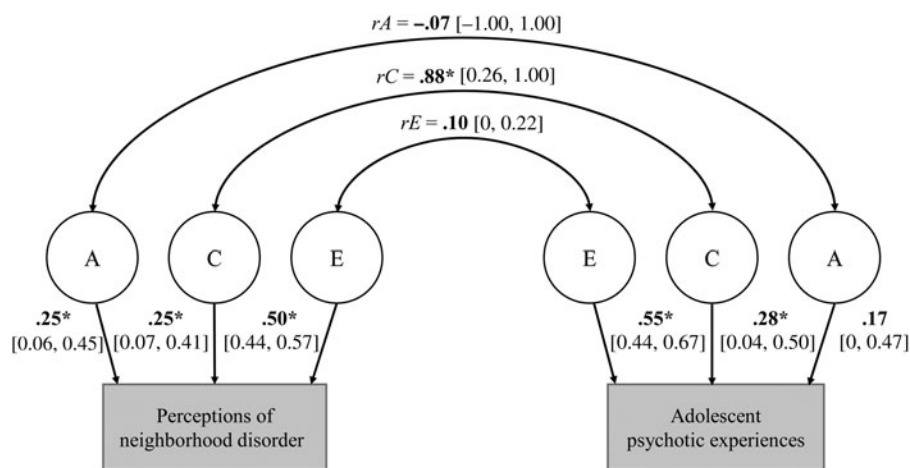 rA = –.07 [–1.00, 1.00]
rC = .88* [0.26, 1.00]
rE = .10 [0, 0.22]
A C E E C A
.25* .25* .50* .55* .28* .17
[0.06, 0.45] [0.07, 0.41] [0.44, 0.57] [0.44, 0.67] [0.04, 0.50] [0, 0.47]
Perceptions of
neighborhood disorder
Adolescent
psychotic experiences